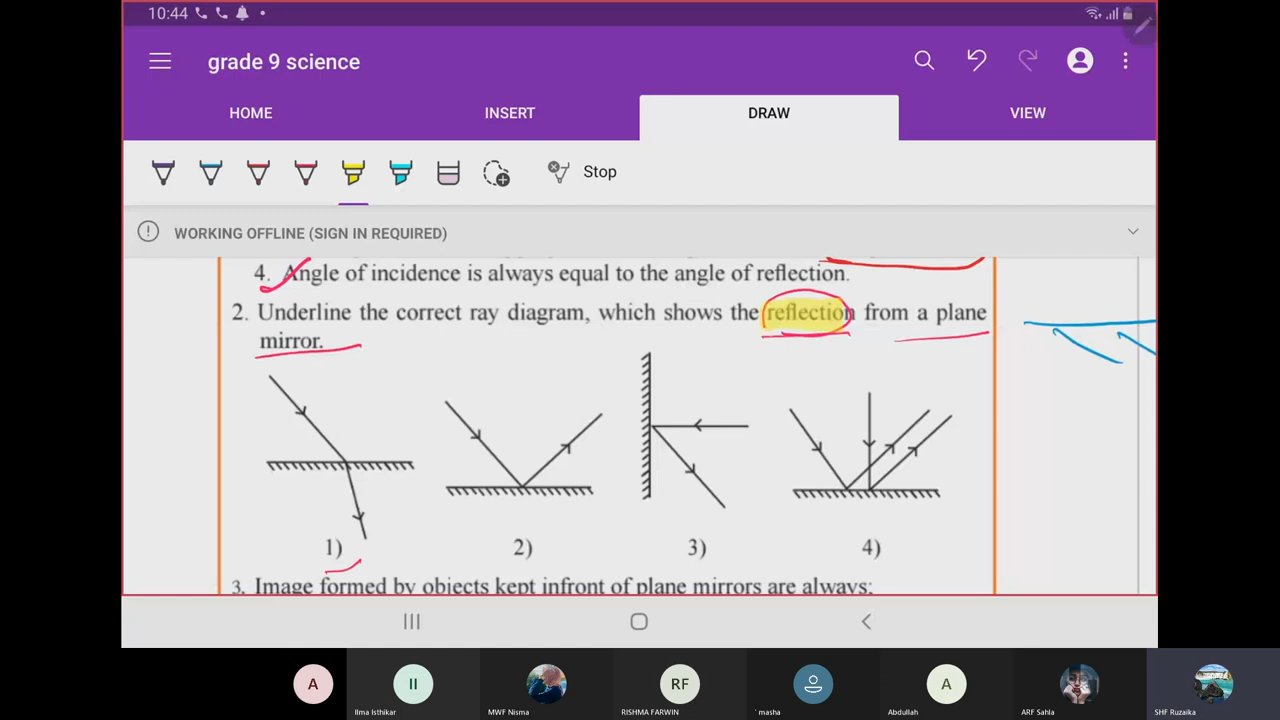 10:44
grade 9 science
HOME INSERT DRAW VIEW
Stop
WORKING OFFLINE (SIGN IN REQUIRED)
4. Angle of incidence is always equal to the angle of reflection.
2. Underline the correct ray diagram, which shows the reflection from a plane
mirror.
1) 2) 3) 4)
3. Image formed by objects kept infront of plane mirrors are always;
A II RF A
Ilma Isthikar MWF Nisma RISHMA FARWIN ' masha Abdullah ARF Sahla SHF Ruzaika